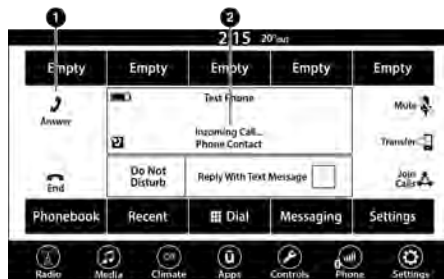 1 2
2 15 20°out
Empty Empty Empty Empty Empty
Answer Test Phone Mute
Incoming Call...
Phone Contact Transfer
End Do Not Disturb Reply With Text Message Join Calls
Phonebook Recent Dial Messaging Settings
Off ū
Radio Media Climate Apps Controls Phone Settings